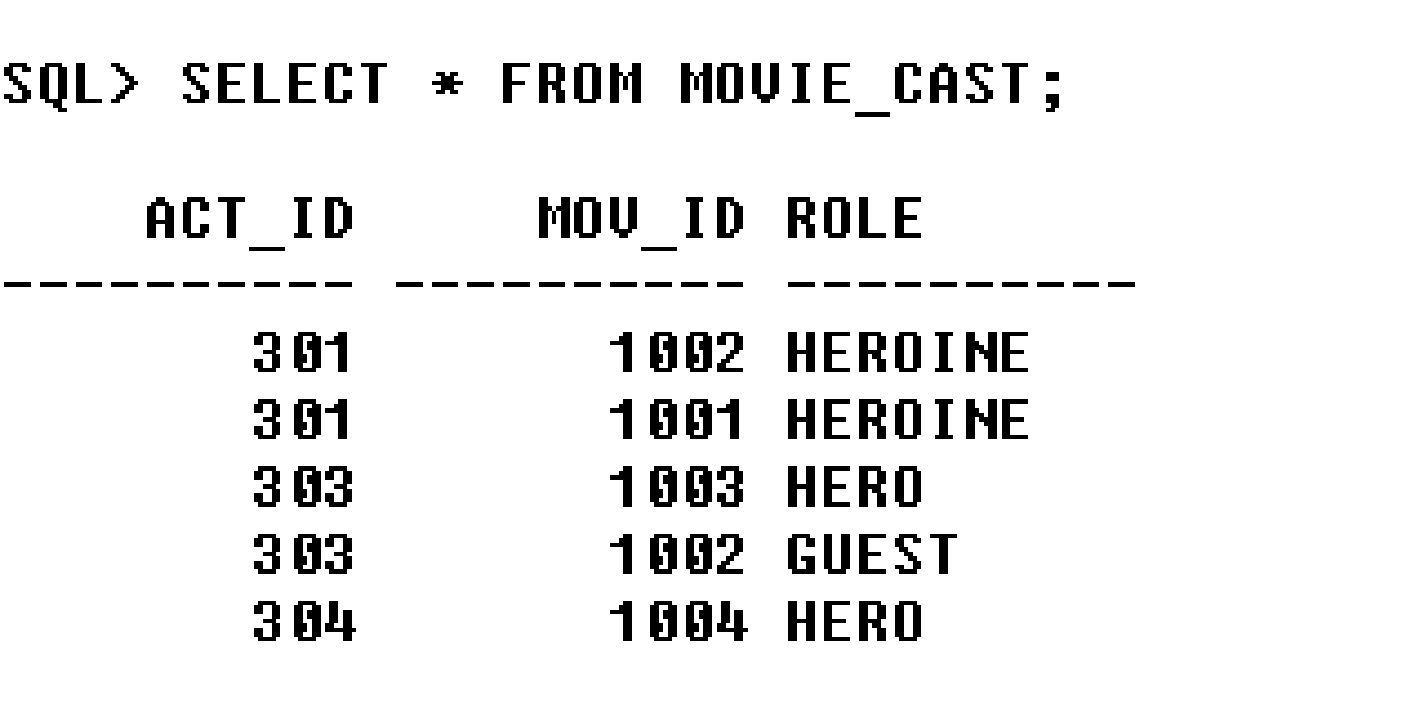 SQL> SELECT * FROM MOVIE_CAST;
ACT_ID MOV_ID ROLE
---------- ---------- ----------
301 1002 HEROINE
301 1001 HEROINE
303 1003 HERO
303 1002 GUEST
304 1004 HERO